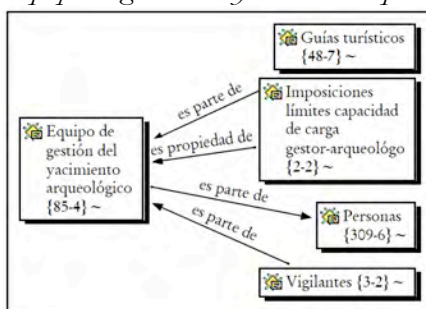 Guías turísticos
{48-7} ~
es parte de
Imposiciones
límites capacidad
de carga
gestor-arqueológo
{2-2} ~
Equipo de
gestión del
yacimiento
arqueológico
{85-4} ~
es propiedad de
es parte de
Personas
{309-6} ~
es parte de
Vigilantes {3-2} ~